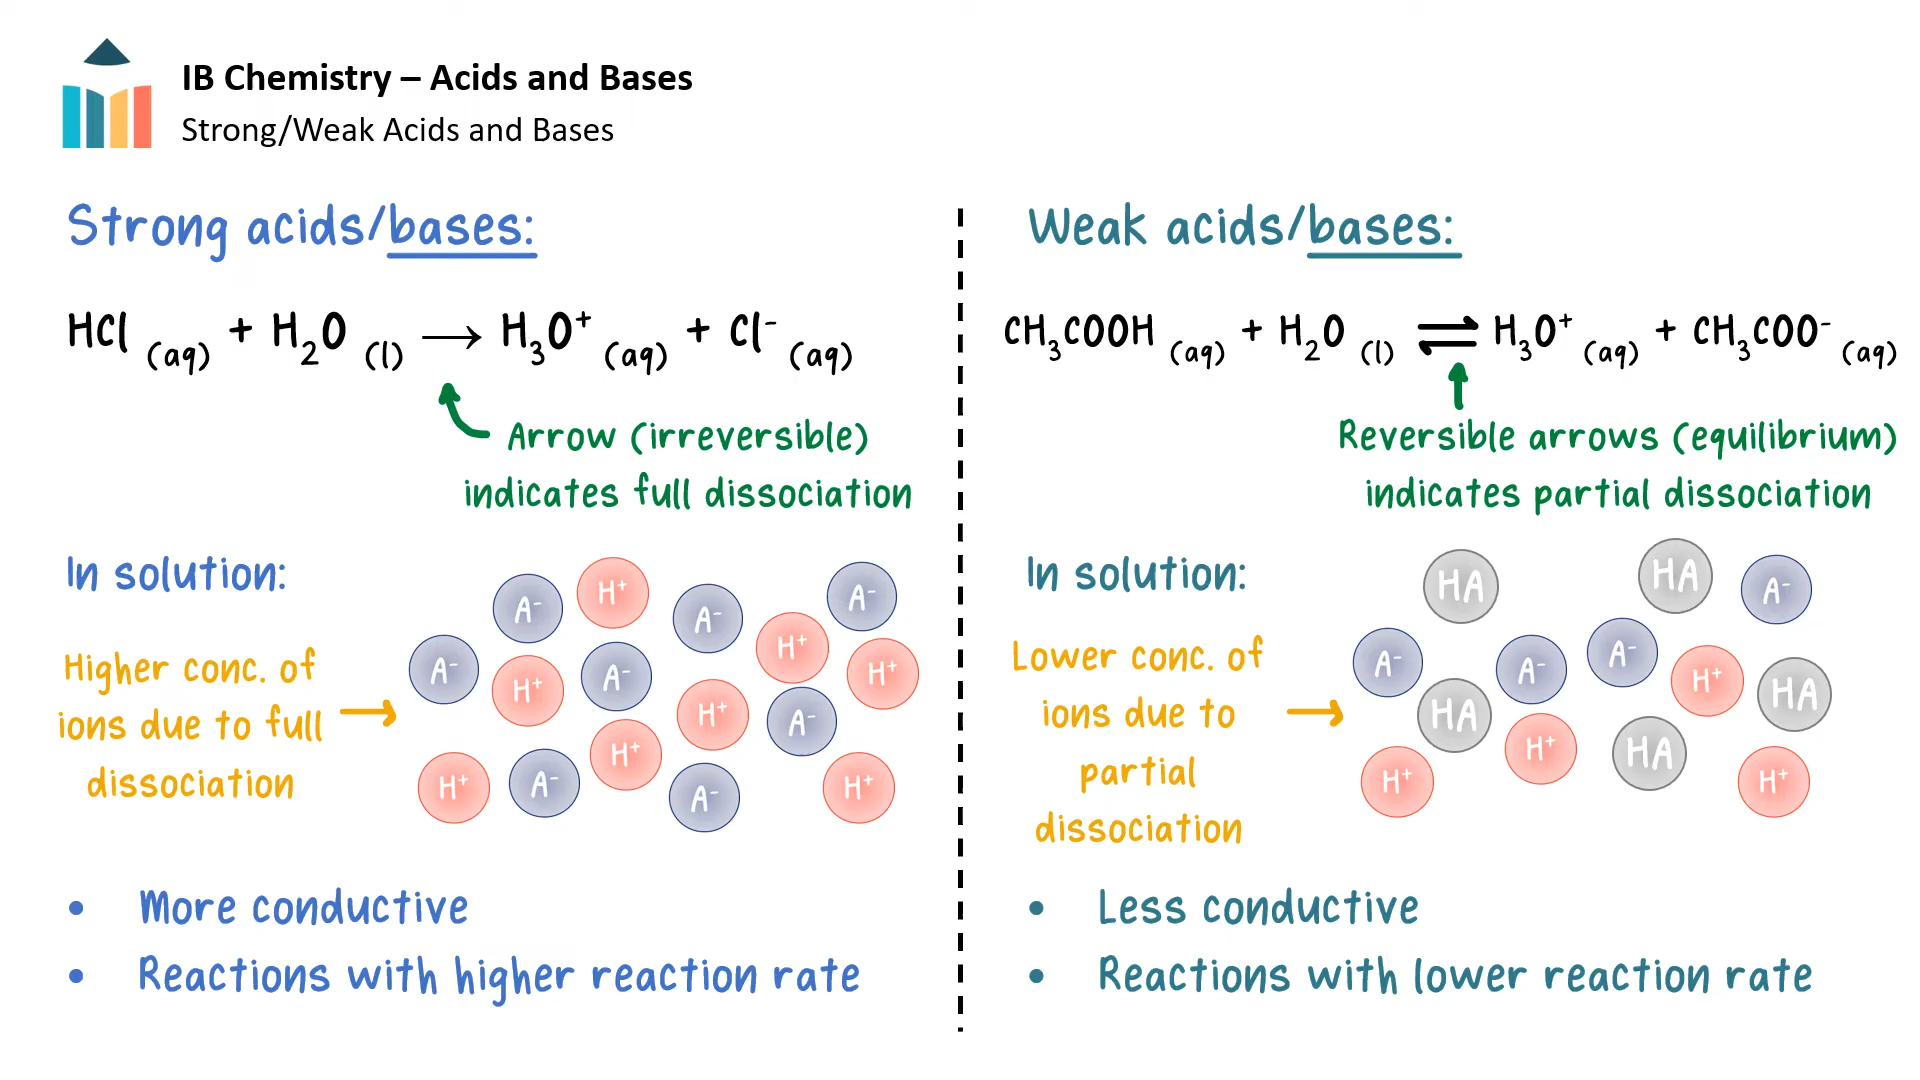 IB Chemistry – Acids and Bases
Strong/Weak Acids and Bases
Strong acids/bases:
HCl (aq) + H₂O (l) ⟶ H₃O⁺ (aq) + Cl⁻ (aq)
Arrow (irreversible)
indicates full dissociation
In solution:
Higher conc. of
ions due to full
dissociation
A⁻ H⁺ A⁻ A⁻
A⁻ H⁺ A⁻ H⁺ H⁺
H⁺ H⁺ A⁻
H⁺ A⁻ A⁻ H⁺
• More conductive
• Reactions with higher reaction rate
Weak acids/bases:
CH₃COOH (aq) + H₂O (l) ⇌ H₃O⁺ (aq) + CH₃COO⁻ (aq)
Reversible arrows (equilibrium)
indicates partial dissociation
In solution:
Lower conc. of
ions due to
partial
dissociation
HA HA A⁻
A⁻ A⁻ A⁻ H⁺ HA
HA H⁺ HA
H⁺ H⁺
• Less conductive
• Reactions with lower reaction rate